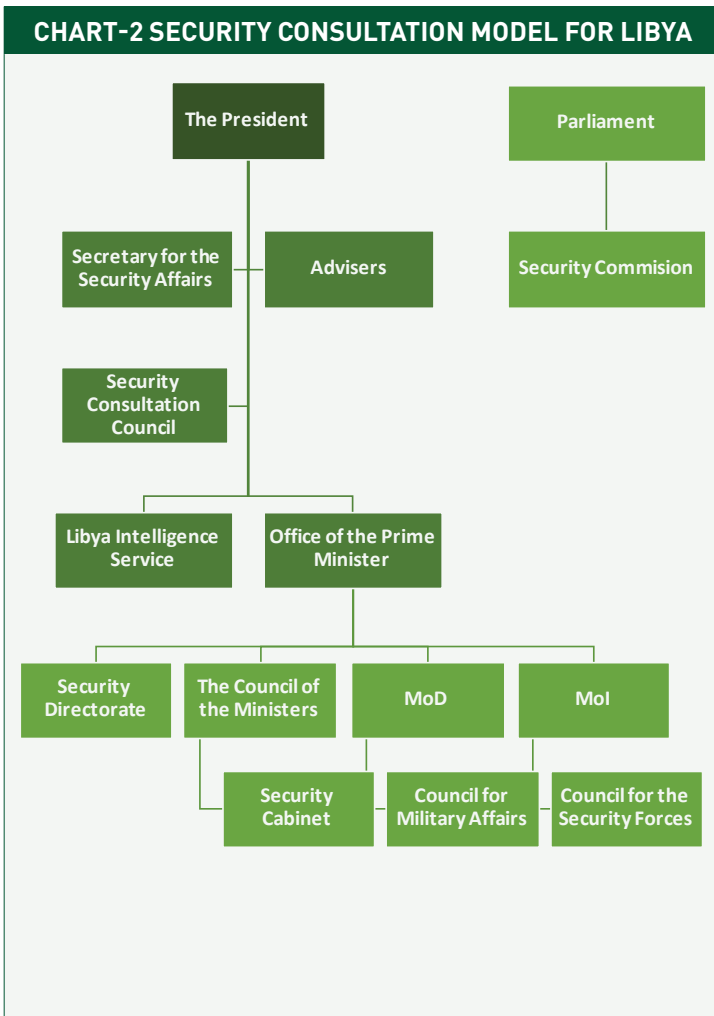 CHART-2 SECURITY CONSULTATION MODEL FOR LIBYA
The President
Parliament
Secretary for the
Security Affairs
Advisers
Security Commision
Security
Consultation
Council
Libya Intelligence
Service
Office of the Prime
Minister
Security
Directorate
The Council of
the Ministers
MoD
MoI
Security
Cabinet
Council for
Military Affairs
Council for the
Security Forces